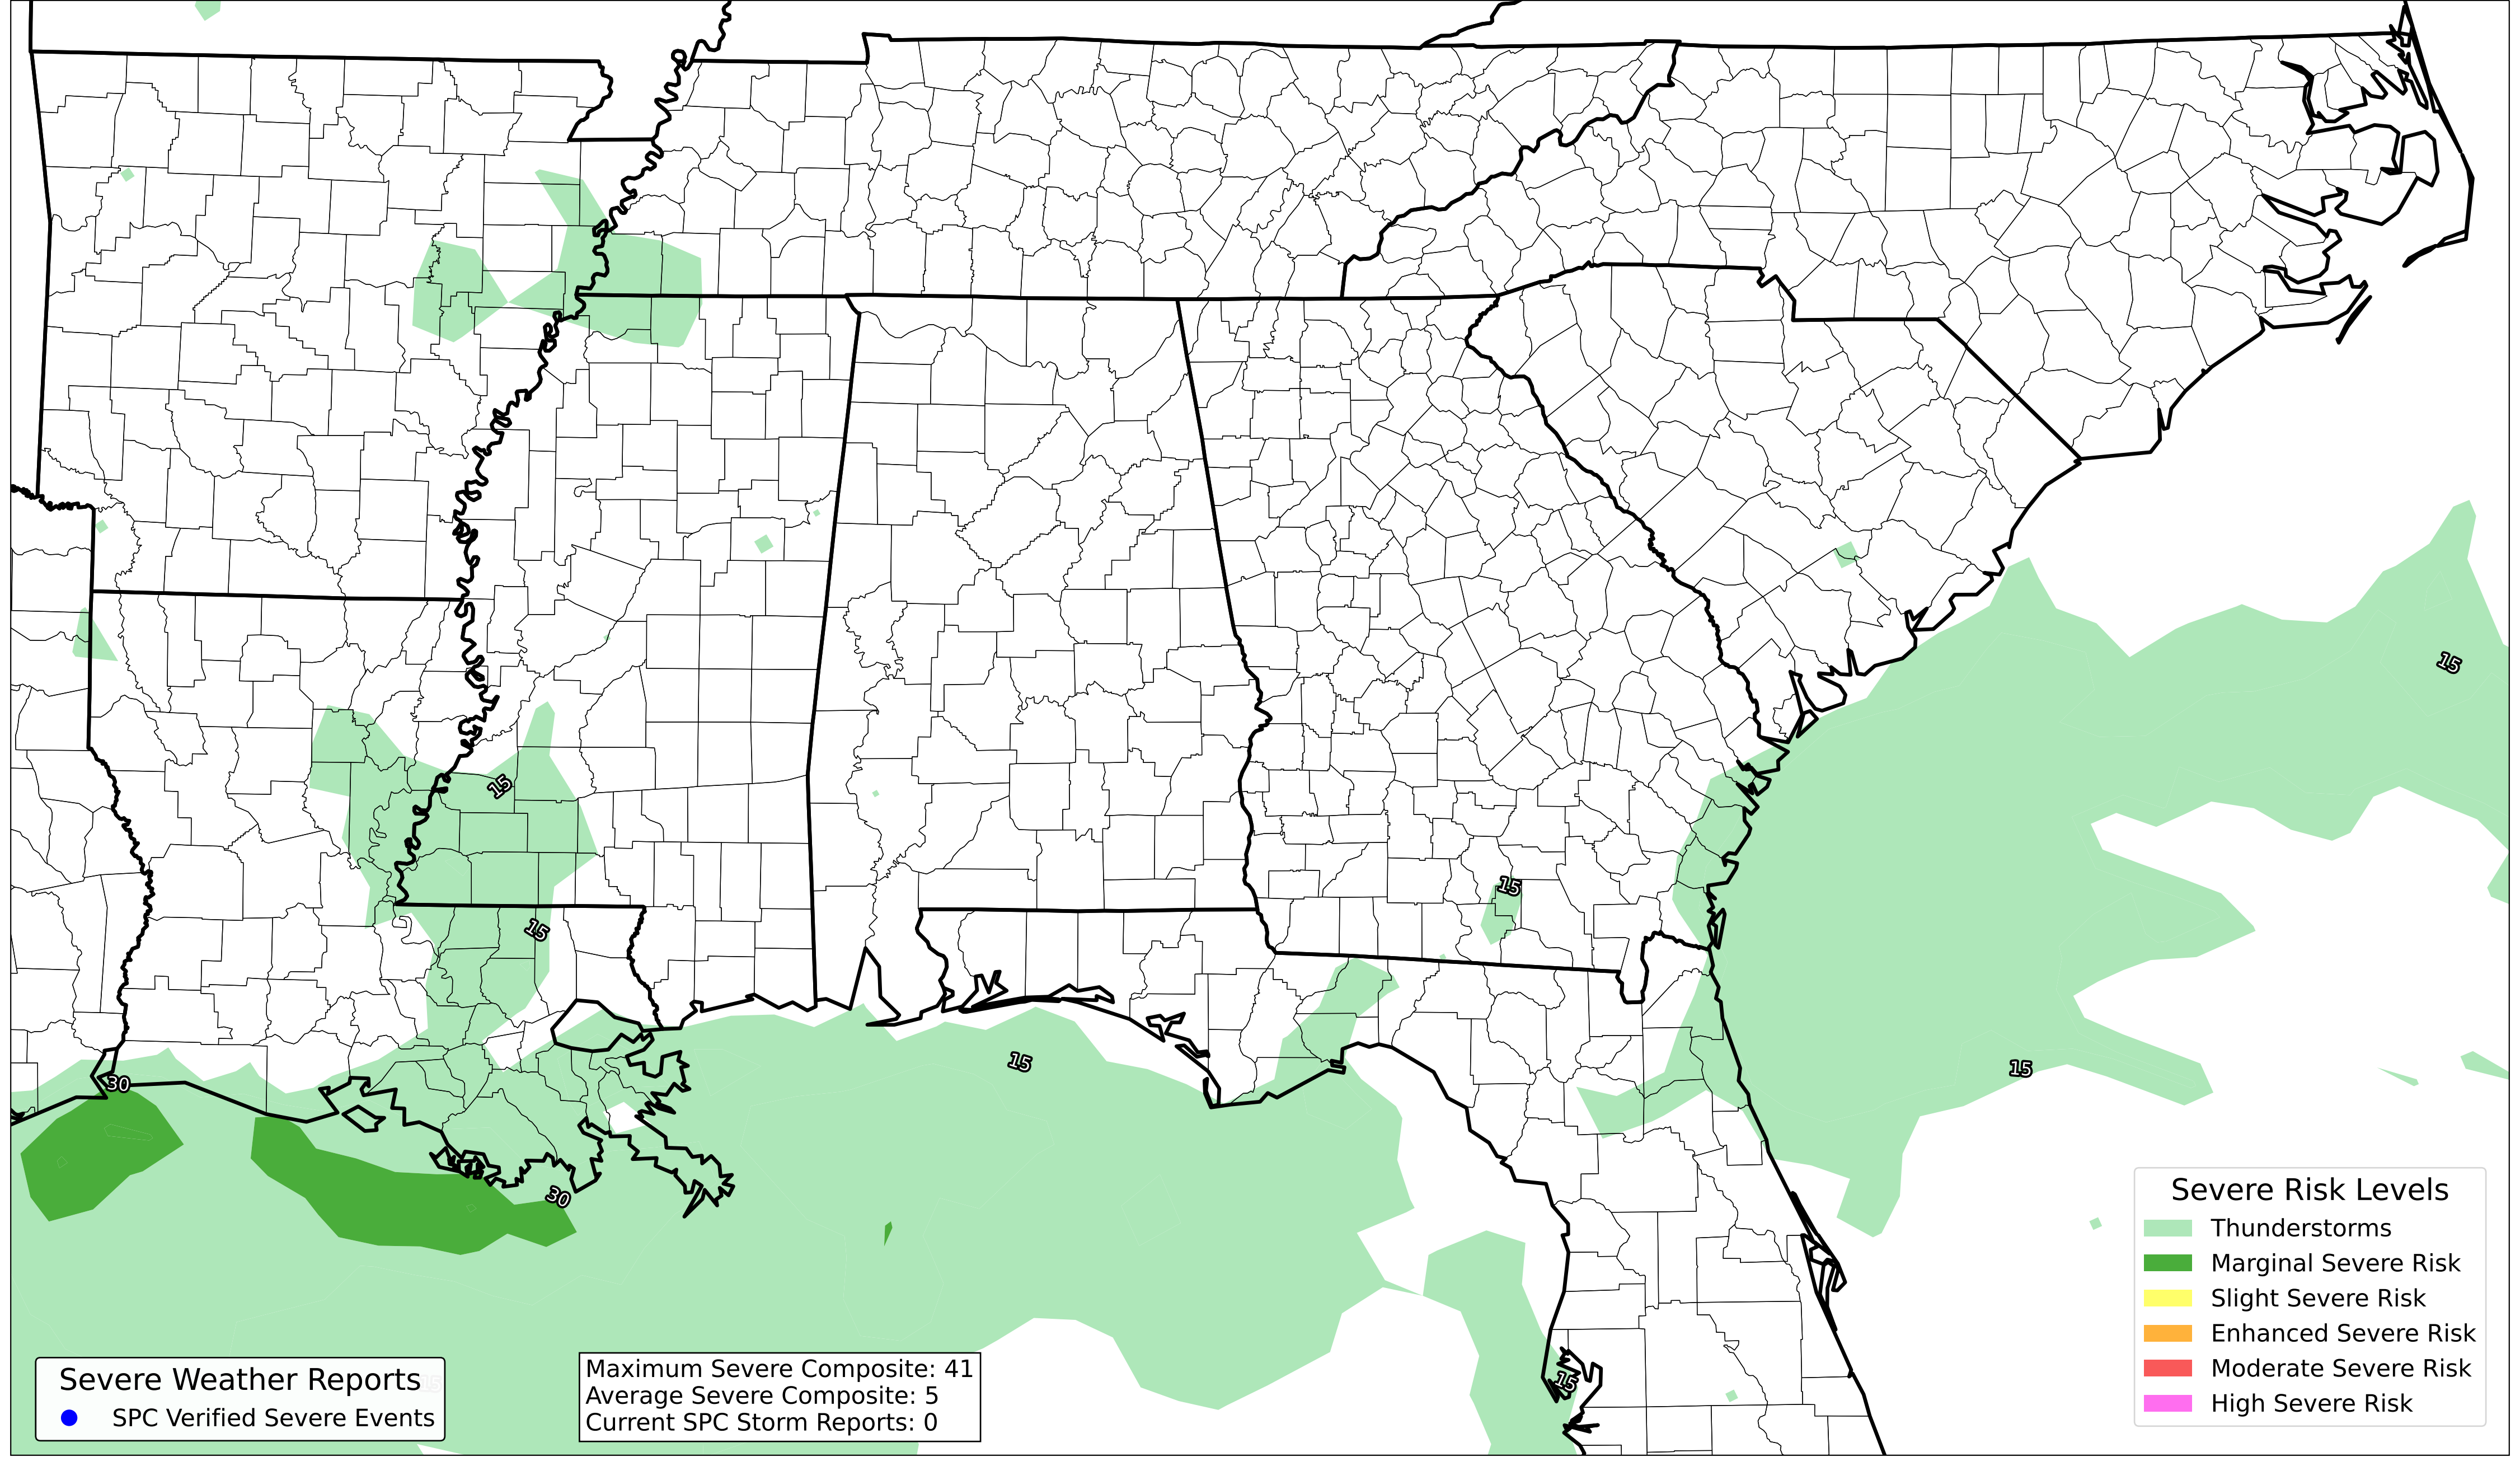 15
15
15
15
15
30
15
15
30
Severe Risk Levels
Thunderstorms
Marginal Severe Risk
Slight Severe Risk
Enhanced Severe Risk
Moderate Severe Risk
High Severe Risk
15
Severe Weather Reports
15
SPC Verified Severe Events
Maximum Severe Composite: 41
Average Severe Composite: 5
Current SPC Storm Reports: 0